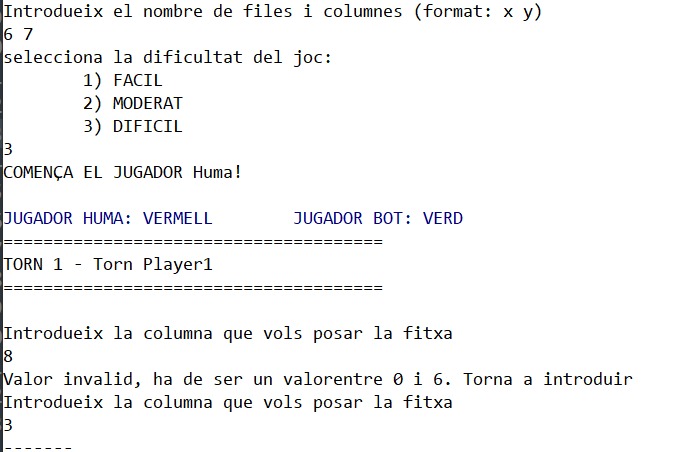 Introdueix el nombre de files i columnes (format: x y)
6 7
selecciona la dificultat del joc:
1) FACIL
2) MODERAT
3) DIFICIL
3
COMENÇA EL JUGADOR Huma!
JUGADOR HUMA: VERMELL JUGADOR BOT: VERD
======================================
TORN 1 - Torn Player1
======================================
Introdueix la columna que vols posar la fitxa
8
Valor invalid, ha de ser un valorentre 0 i 6. Torna a introduir
Introdueix la columna que vols posar la fitxa
3
-------